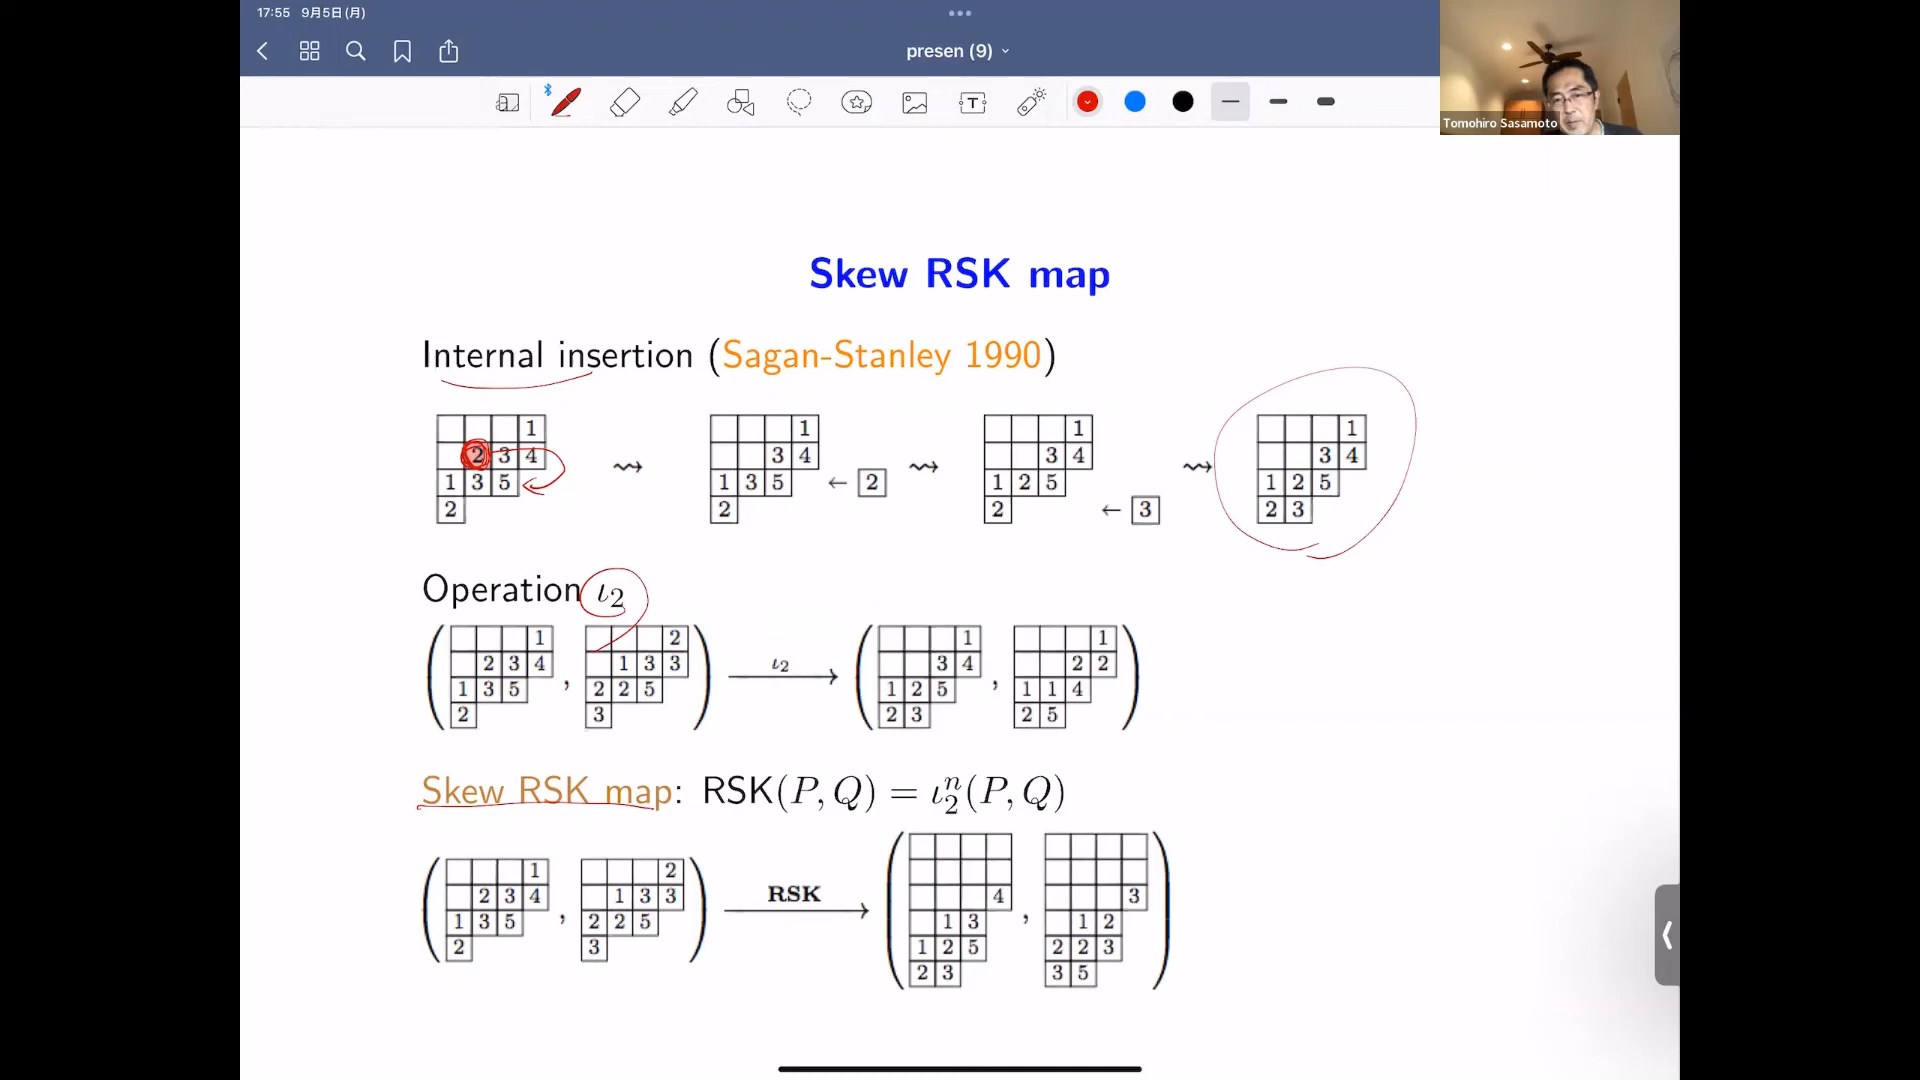 17:55 9月5日(月)
presen (9)
T
Tomohiro Sasamoto
Skew RSK map
Internal insertion (Sagan-Stanley 1990)
1 1 1 1
2 3 4 3 4 3 4 3 4
1 3 5 ⇝ 1 3 5 ← 2 ⇝ 1 2 5 ⇝ 1 2 5
2 2 2 ← 3 2 3
Operation ι₂
1 2 1 1
2 3 4 1 3 3 ι₂ 3 4 2 2
( 1 3 5 , 2 2 5 ) ⟶ ( 1 2 5 , 1 1 4 )
2 3 2 3 2 5
Skew RSK map: RSK(P, Q) = ι₂ⁿ(P, Q)
1 2
2 3 4 1 3 3 RSK 4 3
( 1 3 5 , 2 2 5 ) ⟶ ( 1 3 , 1 2 )
2 3 1 2 5 2 2 3
2 3 3 5